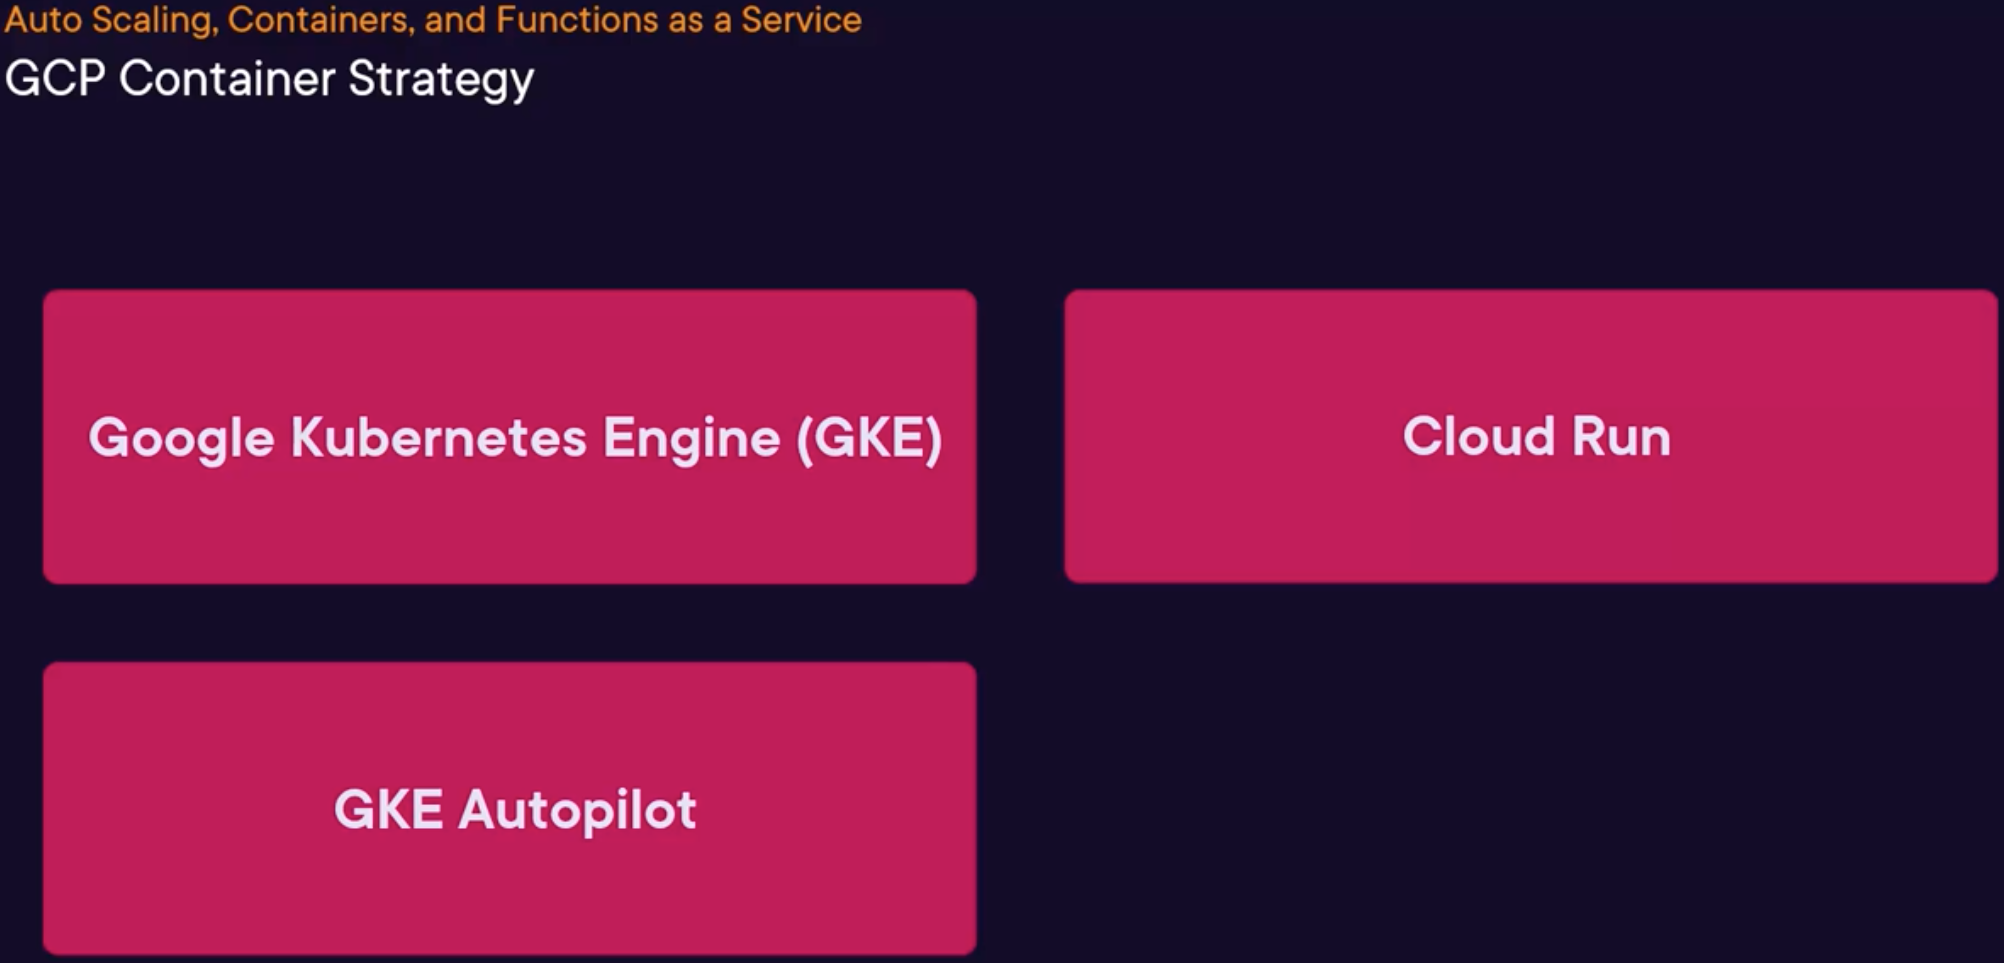 Auto Scaling, Containers, and Functions as a Service
GCP Container Strategy
Google Kubernetes Engine (GKE)
Cloud Run
GKE Autopilot